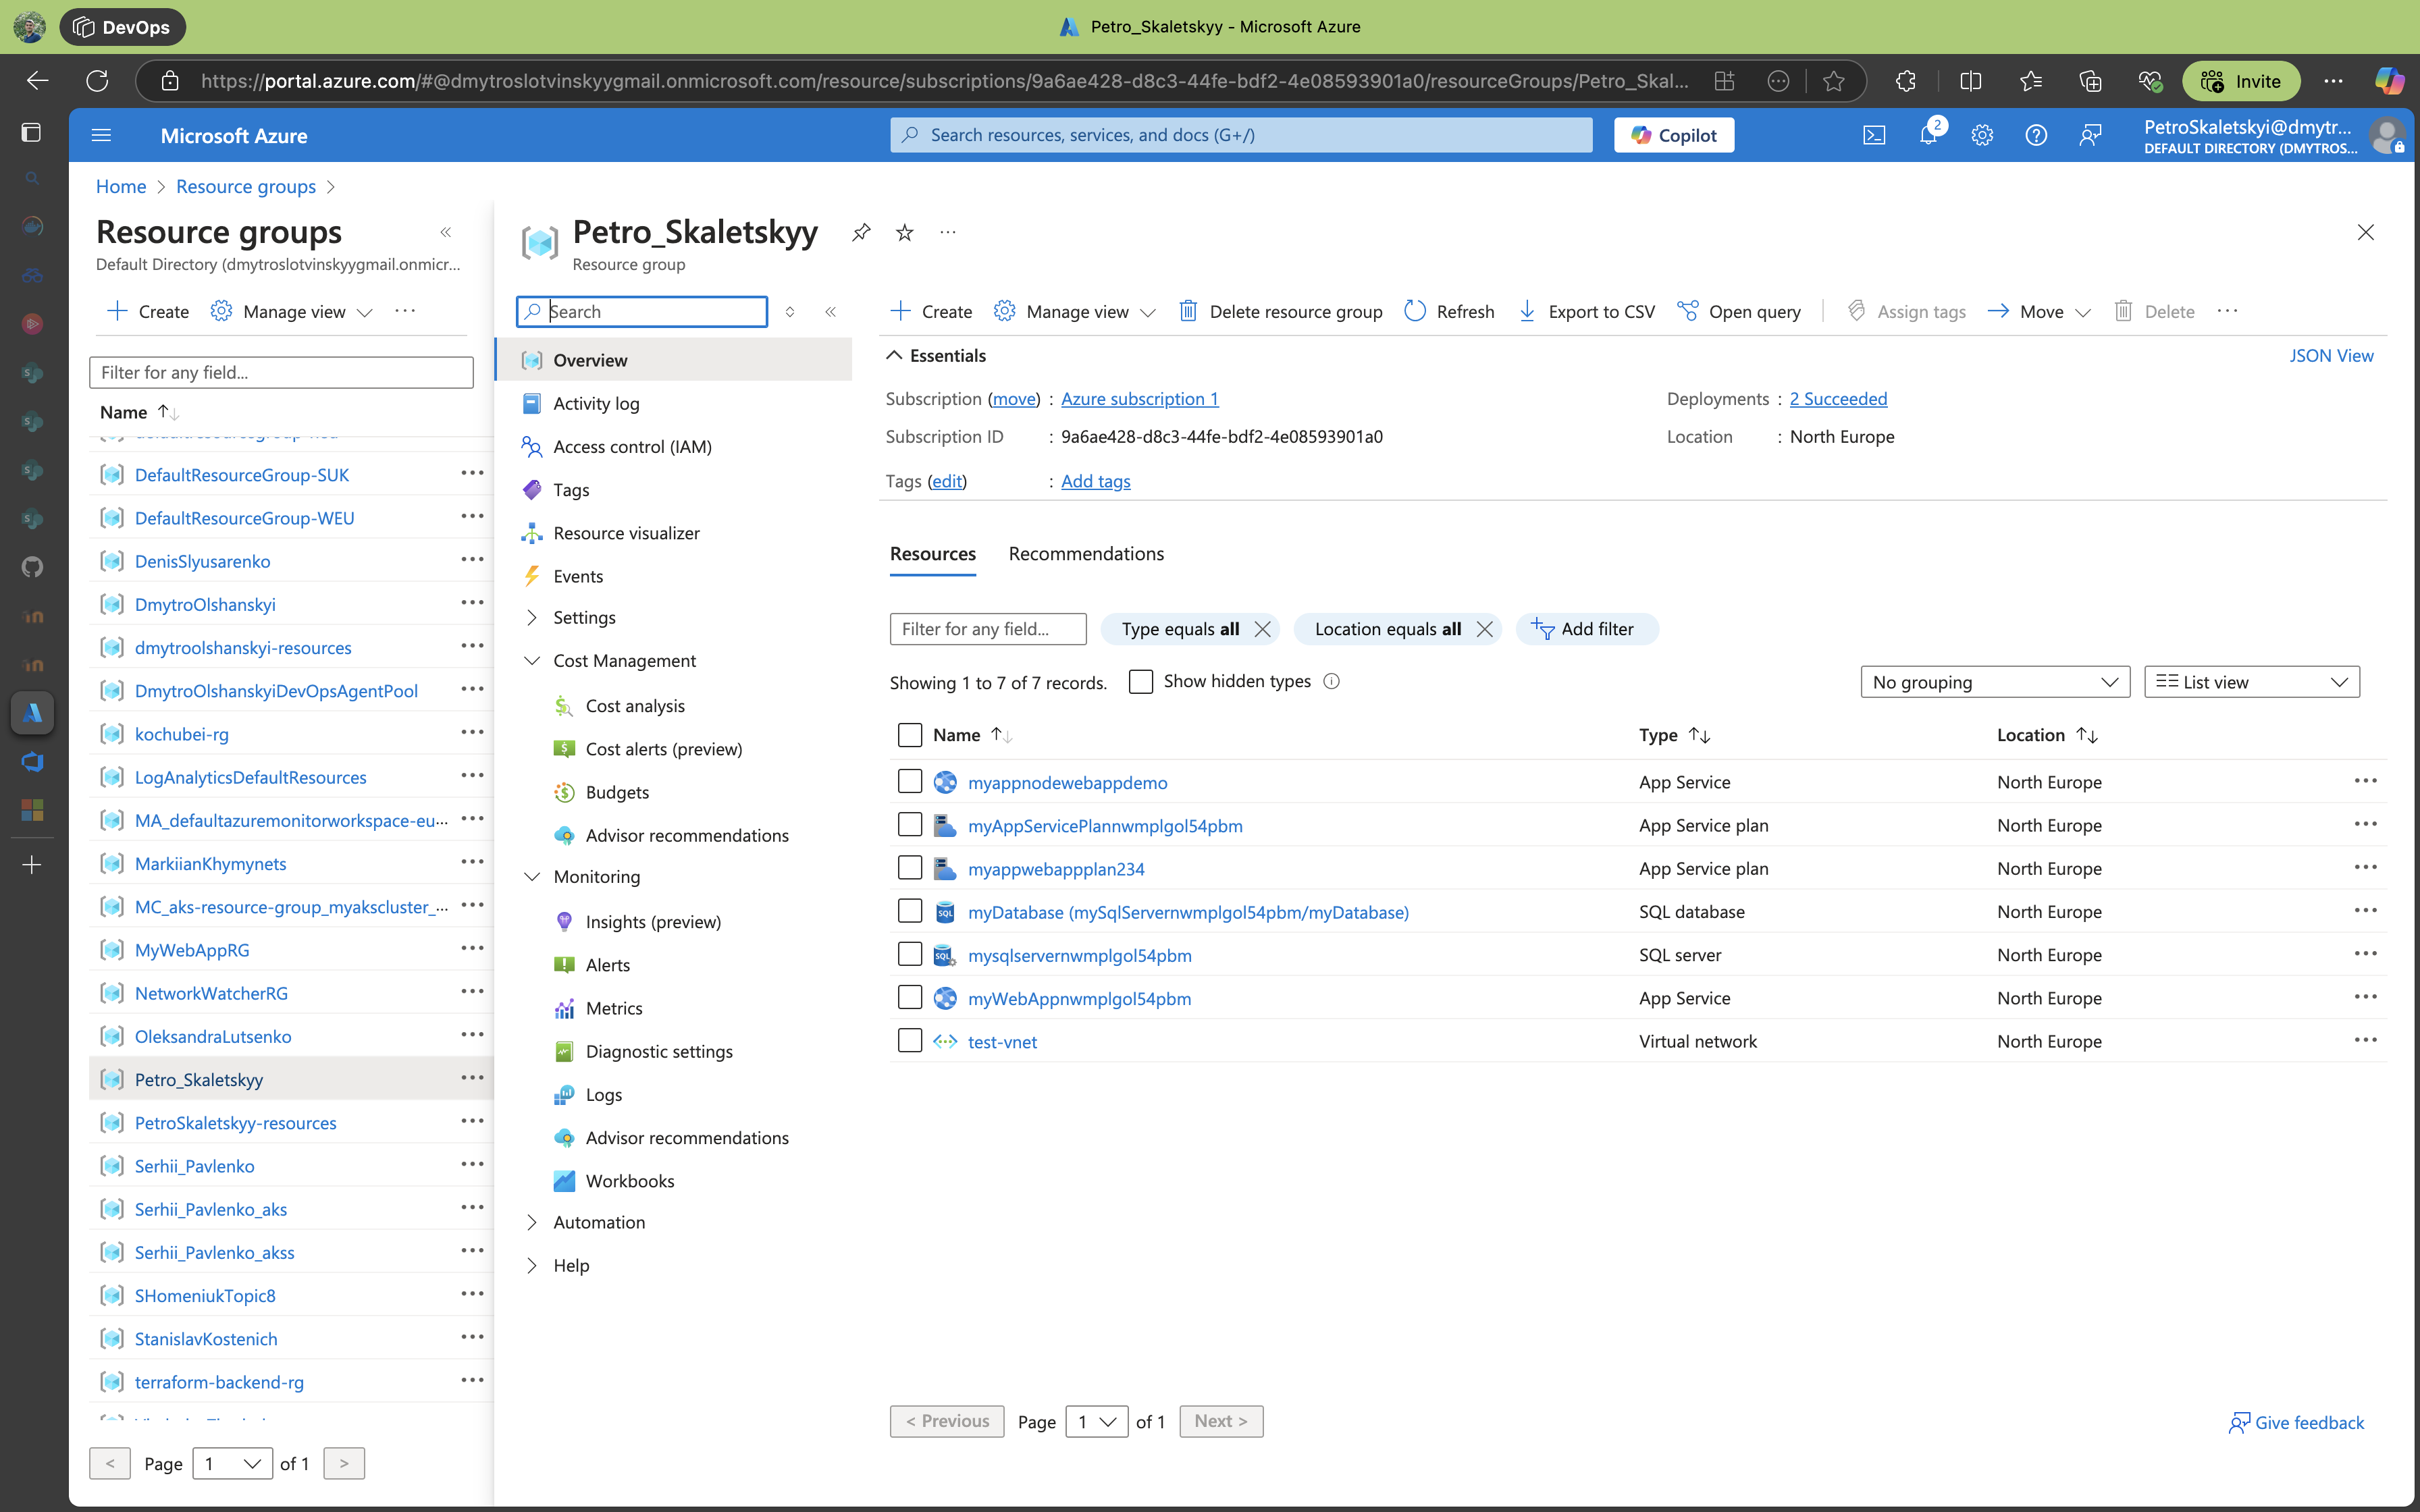 DevOps
Petro_Skaletskyy - Microsoft Azure
https://portal.azure.com/#@dmytroslotvinskyygmail.onmicrosoft.com/resource/subscriptions/9a6ae428-d8c3-44fe-bdf2-4e08593901a0/resourceGroups/Petro_Skal...
Invite
Microsoft Azure
Search resources, services, and docs (G+/)
Copilot
2
PetroSkaletskyi@dmytr...
DEFAULT DIRECTORY (DMYTROS...
Home > Resource groups >
Resource groups
Default Directory (dmytroslotvinskyygmail.onmicr...
Create
Manage view
Filter for any field...
Name
DefaultResourceGroup-SUK
DefaultResourceGroup-WEU
DenisSlyusarenko
DmytroOlshanskyi
dmytroolshanskyi-resources
DmytroOlshanskyiDevOpsAgentPool
kochubei-rg
LogAnalyticsDefaultResources
MA_defaultazuremonitorworkspace-eu...
MarkiianKhymynets
MC_aks-resource-group_myakscluster_...
MyWebAppRG
NetworkWatcherRG
OleksandraLutsenko
Petro_Skaletskyy
PetroSkaletskyy-resources
Serhii_Pavlenko
Serhii_Pavlenko_aks
Serhii_Pavlenko_akss
SHomeniukTopic8
StanislavKostenich
terraform-backend-rg
< Page 1 of 1 >
Petro_Skaletskyy
Resource group
Search
Overview
Activity log
Access control (IAM)
Tags
Resource visualizer
Events
Settings
Cost Management
Cost analysis
Cost alerts (preview)
Budgets
Advisor recommendations
Monitoring
Insights (preview)
Alerts
Metrics
Diagnostic settings
Logs
Advisor recommendations
Workbooks
Automation
Help
Create Manage view Delete resource group Refresh Export to CSV Open query Assign tags Move Delete
Essentials
JSON View
Subscription (move) : Azure subscription 1
Deployments : 2 Succeeded
Subscription ID : 9a6ae428-d8c3-44fe-bdf2-4e08593901a0
Location : North Europe
Tags (edit) : Add tags
Resources Recommendations
Filter for any field...
Type equals all
Location equals all
Add filter
Showing 1 to 7 of 7 records.
Show hidden types
No grouping
List view
Name Type Location
myappnodewebappdemo App Service North Europe
myAppServicePlannwmplgol54pbm App Service plan North Europe
myappwebappplan234 App Service plan North Europe
myDatabase (mySqlServernwmplgol54pbm/myDatabase) SQL database North Europe
mysqlservernwmplgol54pbm SQL server North Europe
myWebAppnwmplgol54pbm App Service North Europe
test-vnet Virtual network North Europe
< Previous Page 1 of 1 Next >
Give feedback